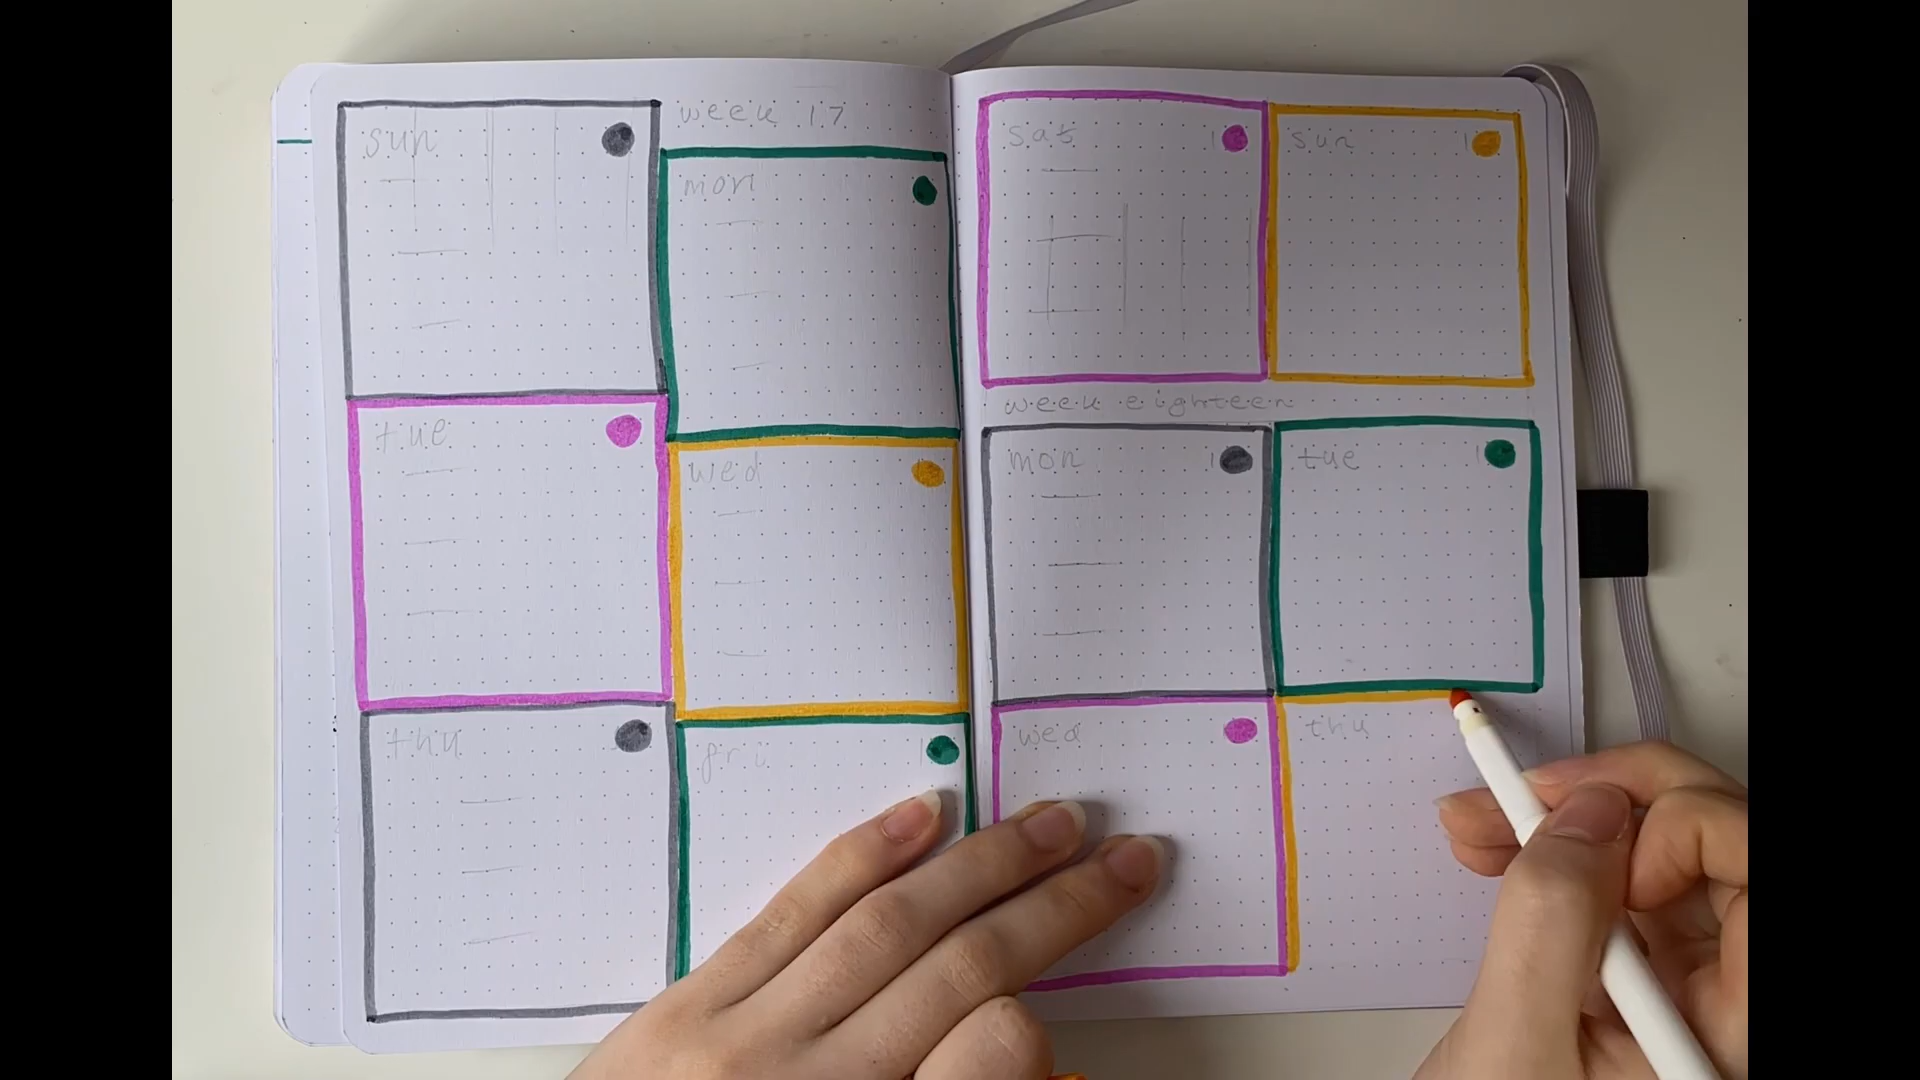 week 17
sun
mon
tue
wed
thu
fri
sat
sun
week eighteen
mon
tue
wed
thu